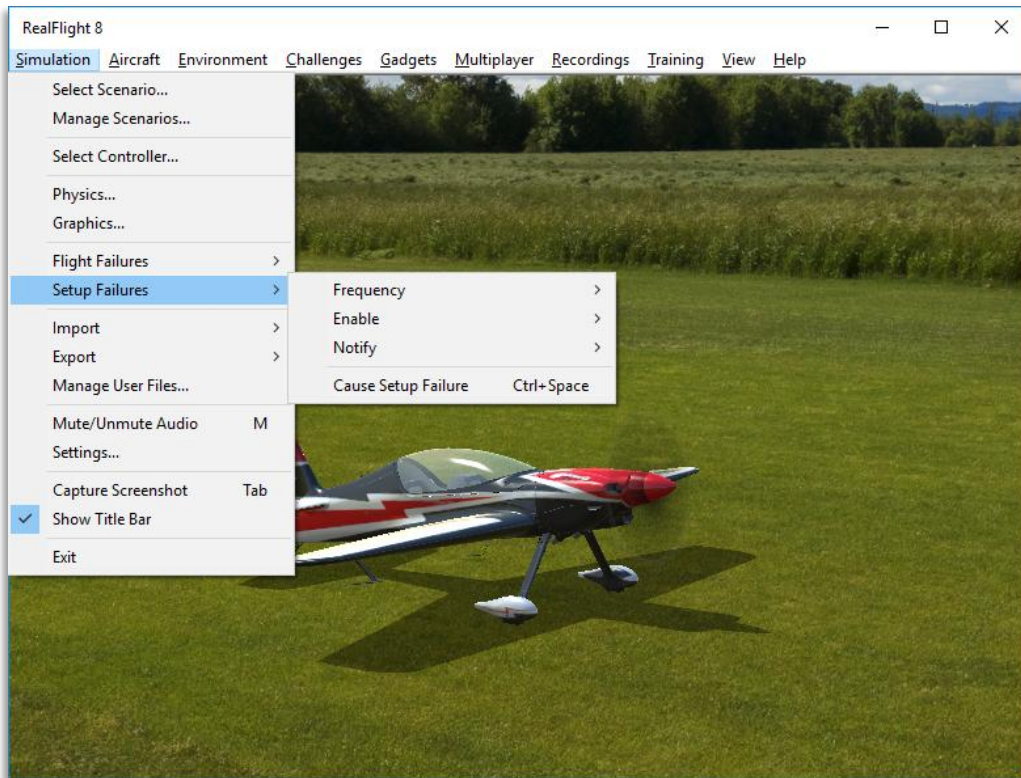 RealFlight 8
Simulation Aircraft Environment Challenges Gadgets Multiplayer Recordings Training View Help
Select Scenario...
Manage Scenarios...
Select Controller...
Physics...
Graphics...
Flight Failures
Setup Failures
Frequency
Enable
Notify
Cause Setup Failure Ctrl+Space
Import
Export
Manage User Files...
Mute/Unmute Audio M
Settings...
Capture Screenshot Tab
Show Title Bar
Exit